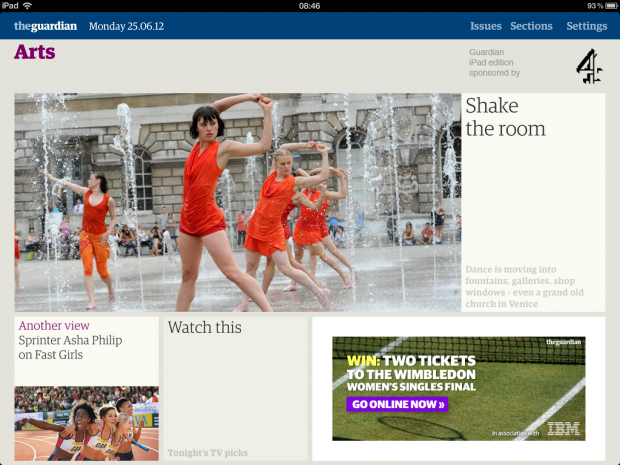 iPad 08:46 93%
theguardian Monday 25.06.12 Issues Sections Settings
Arts
Guardian
iPad edition
sponsored by
4
Shake
the room
Dance is moving into
fountains, galleries, shop
windows – even a grand old
church in Venice
Another view
Sprinter Asha Philip
on Fast Girls
Watch this
Tonight's TV picks
theguardian
WIN: TWO TICKETS
TO THE WIMBLEDON
WOMEN'S SINGLES FINAL
GO ONLINE NOW »
In association with IBM